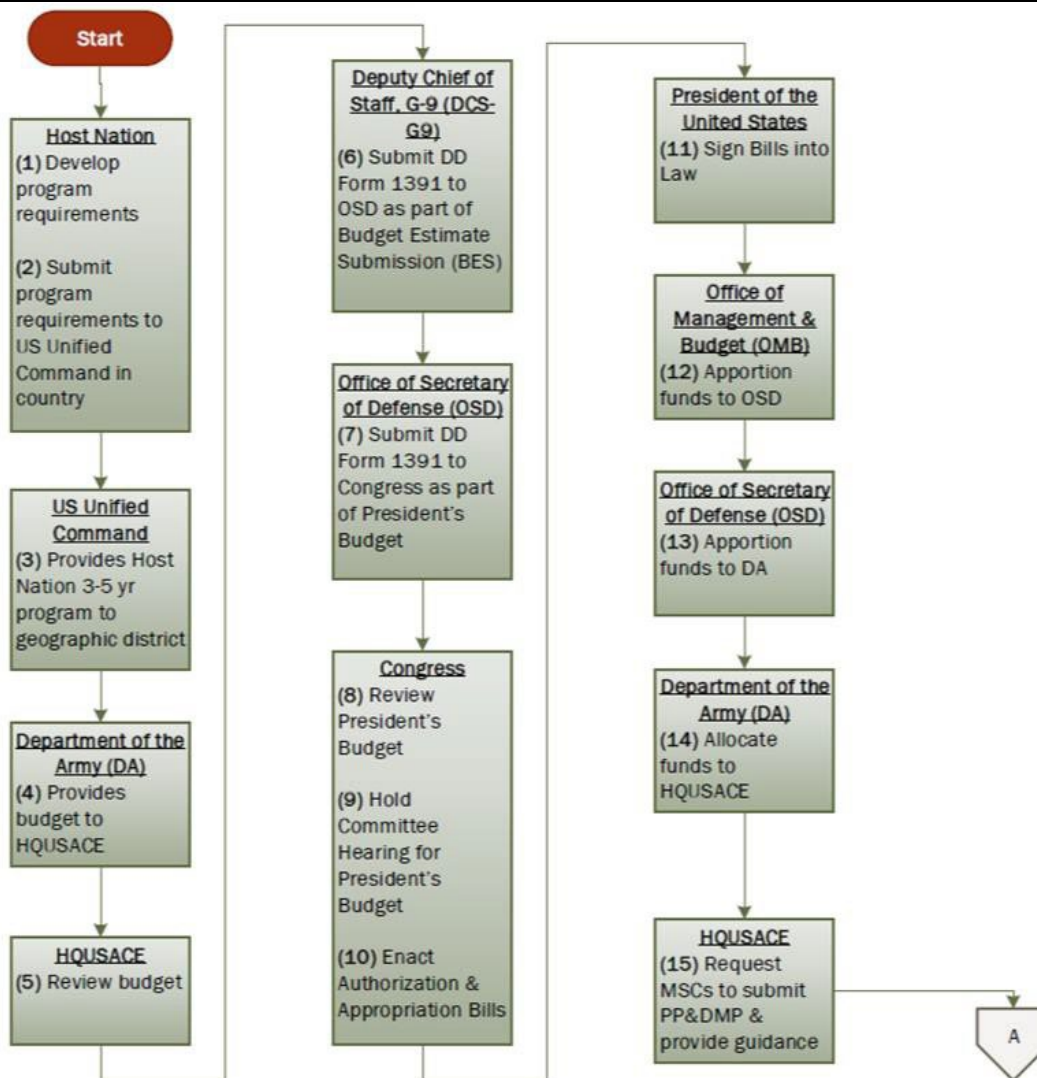 Start
Host Nation
(1) Develop
program
requirements
(2) Submit
program
requirements to
US Unified
Command in
country
US Unified
Command
(3) Provides Host
Nation 3-5 yr
program to
geographic district
Department of the
Army (DA)
(4) Provides
budget to
HQUSACE
HQUSACE
(5) Review budget
Deputy Chief of
Staff, G-9 (DCS-
G9)
(6) Submit DD
Form 1391 to
OSD as part of
Budget Estimate
Submission (BES)
Office of Secretary
of Defense (OSD)
(7) Submit DD
Form 1391 to
Congress as part
of President's
Budget
Congress
(8) Review
President's
Budget
(9) Hold
Committee
Hearing for
President's
Budget
(10) Enact
Authorization &
Appropriation Bills
President of the
United States
(11) Sign Bills into
Law
Office of
Management &
Budget (OMB)
(12) Apportion
funds to OSD
Office of Secretary
of Defense (OSD)
(13) Apportion
funds to DA
Department of the
Army (DA)
(14) Allocate
funds to
HQUSACE
HQUSACE
(15) Request
MSCs to submit
PP&DMP &
provide guidance
A